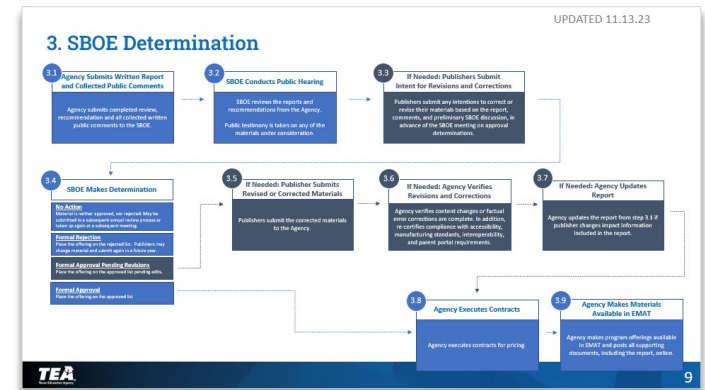 UPDATED 11.13.23
3. SBOE Determination
3.1
Agency Submits Written Report
and Collected Public Comments
Agency submits completed review,
recommendation and all collected written
public comments to the SBOE.
3.2
SBOE Conducts Public Hearing
SBOE reviews the reports and
recommendations from the Agency.
Public testimony is taken on any of the
materials under consideration.
3.3
If Needed: Publishers Submit
Intent for Revisions and Corrections
Publishers submit any intentions to correct or
revise their materials based on the report,
comments, and preliminary SBOE discussion, in
advance of the SBOE meeting on approval
determinations.
3.4
SBOE Makes Determination
No Action
Material is neither approved, nor rejected. May be
submitted in a subsequent annual review process or
taken up again at a subsequent meeting.
Formal Rejection
Place the offering on the rejected list. Publishers may
change material and submit again in a future year.
Formal Approval Pending Revisions
Place the offering on the approved list pending edits.
Formal Approval
Place the offering on the approved list
3.5
If Needed: Publisher Submits
Revised or Corrected Materials
Publishers submit the corrected materials
to the Agency.
3.6
If Needed: Agency Verifies
Revisions and Corrections
Agency verifies content changes or factual
error corrections are complete. In addition,
re-certifies compliance with accessibility,
manufacturing standards, interoperability,
and parent portal requirements.
3.7
If Needed: Agency Updates
Report
Agency updates the report from step 3.1 if
publisher changes impact information
included in the report.
3.8
Agency Executes Contracts
Agency executes contracts for pricing.
3.9
Agency Makes Materials
Available in EMAT
Agency makes program offerings available
in EMAT and posts all supporting
documents, including the report, online.
TEA
Texas Education Agency
9